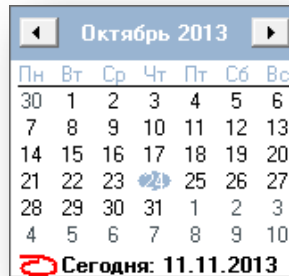 Октябрь 2013
Пн Вт Ср Чт Пт Сб Вс
30 1 2 3 4 5 6
7 8 9 10 11 12 13
14 15 16 17 18 19 20
21 22 23 24 25 26 27
28 29 30 31 1 2 3
4 5 6 7 8 9 10
Сегодня: 11.11.2013